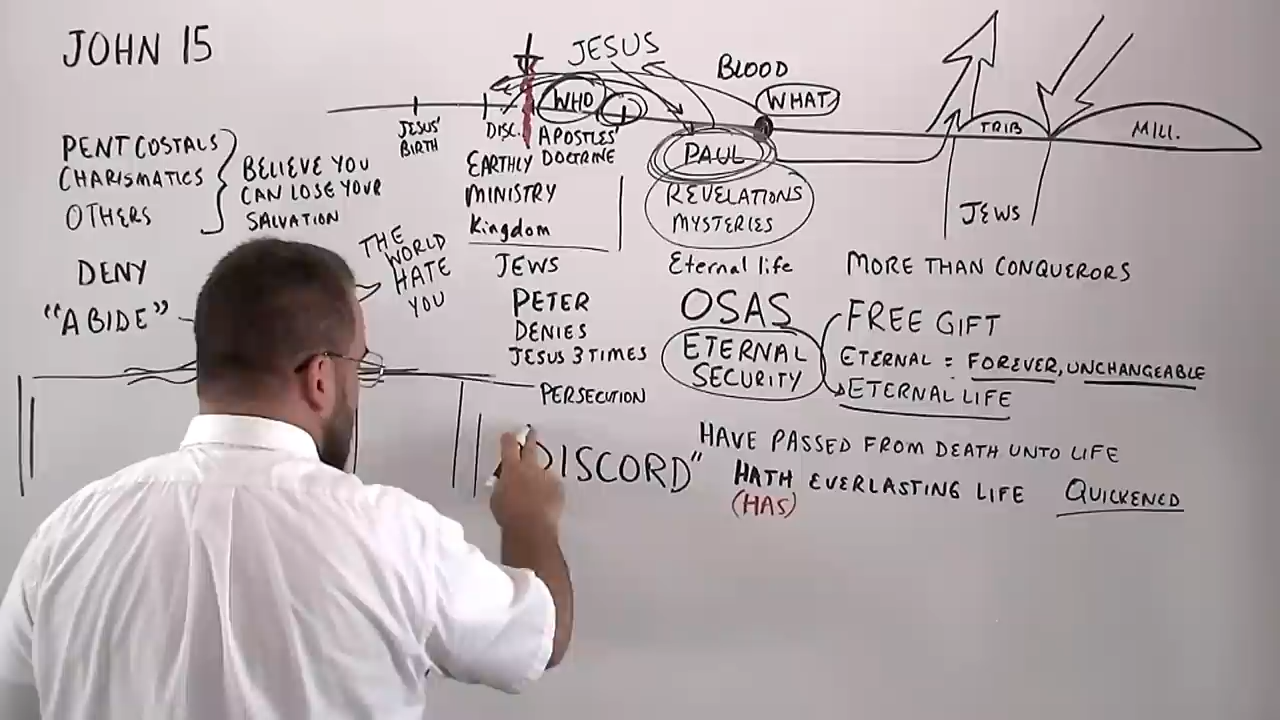 JOHN 15
JESUS
BLOOD
WHO
WHAT
JESUS'
BIRTH
DISC.
APOSTLES'
DOCTRINE
PAUL
TRIB
MILL.
JEWS
PENTCOSTALS
CHARISMATICS
OTHERS
BELIEVE YOU
CAN LOSE YOUR
SALVATION
EARTHLY
MINISTRY
Kingdom
REVELATIONS
MYSTERIES
DENY
"ABIDE"
THE
WORLD
HATE
YOU
JEWS
PETER
DENIES
JESUS 3 TIMES
PERSECUTION
Eternal life
OSAS
ETERNAL
SECURITY
MORE THAN CONQUERORS
FREE GIFT
ETERNAL = FOREVER, UNCHANGEABLE
ETERNAL LIFE
DISCORD"
HAVE PASSED FROM DEATH UNTO LIFE
HATH EVERLASTING LIFE QUICKENED
(HAS)